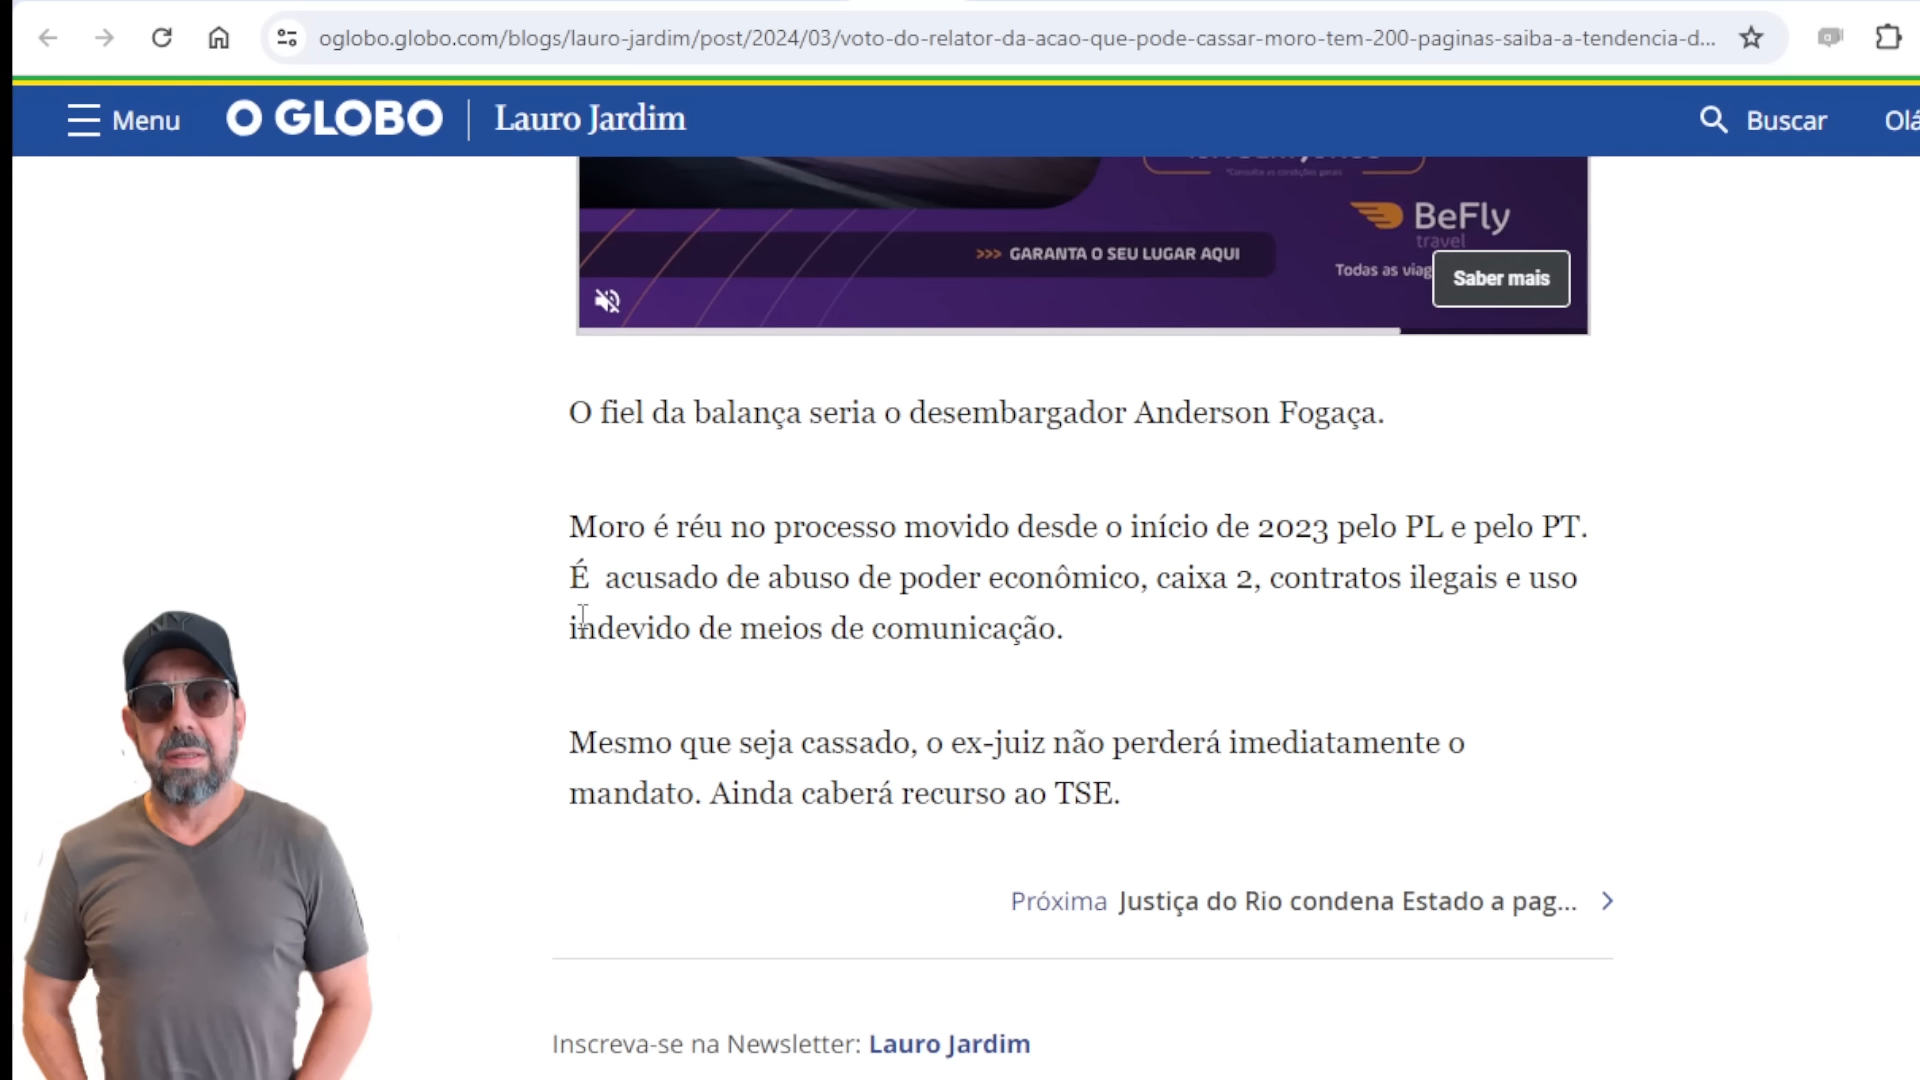 oglobo.globo.com/blogs/lauro-jardim/post/2024/03/voto-do-relator-da-acao-que-pode-cassar-moro-tem-200-paginas-saiba-a-tendencia-d...
Menu O GLOBO Lauro Jardim Buscar Olá
*Consulte as condições gerais
BeFly
travel
>>> GARANTA O SEU LUGAR AQUI
Todas as viag
Saber mais
O fiel da balança seria o desembargador Anderson Fogaça.
Moro é réu no processo movido desde o início de 2023 pelo PL e pelo PT.
É acusado de abuso de poder econômico, caixa 2, contratos ilegais e uso
indevido de meios de comunicação.
Mesmo que seja cassado, o ex-juiz não perderá imediatamente o
mandato. Ainda caberá recurso ao TSE.
Próxima Justiça do Rio condena Estado a pag...
Inscreva-se na Newsletter: Lauro Jardim